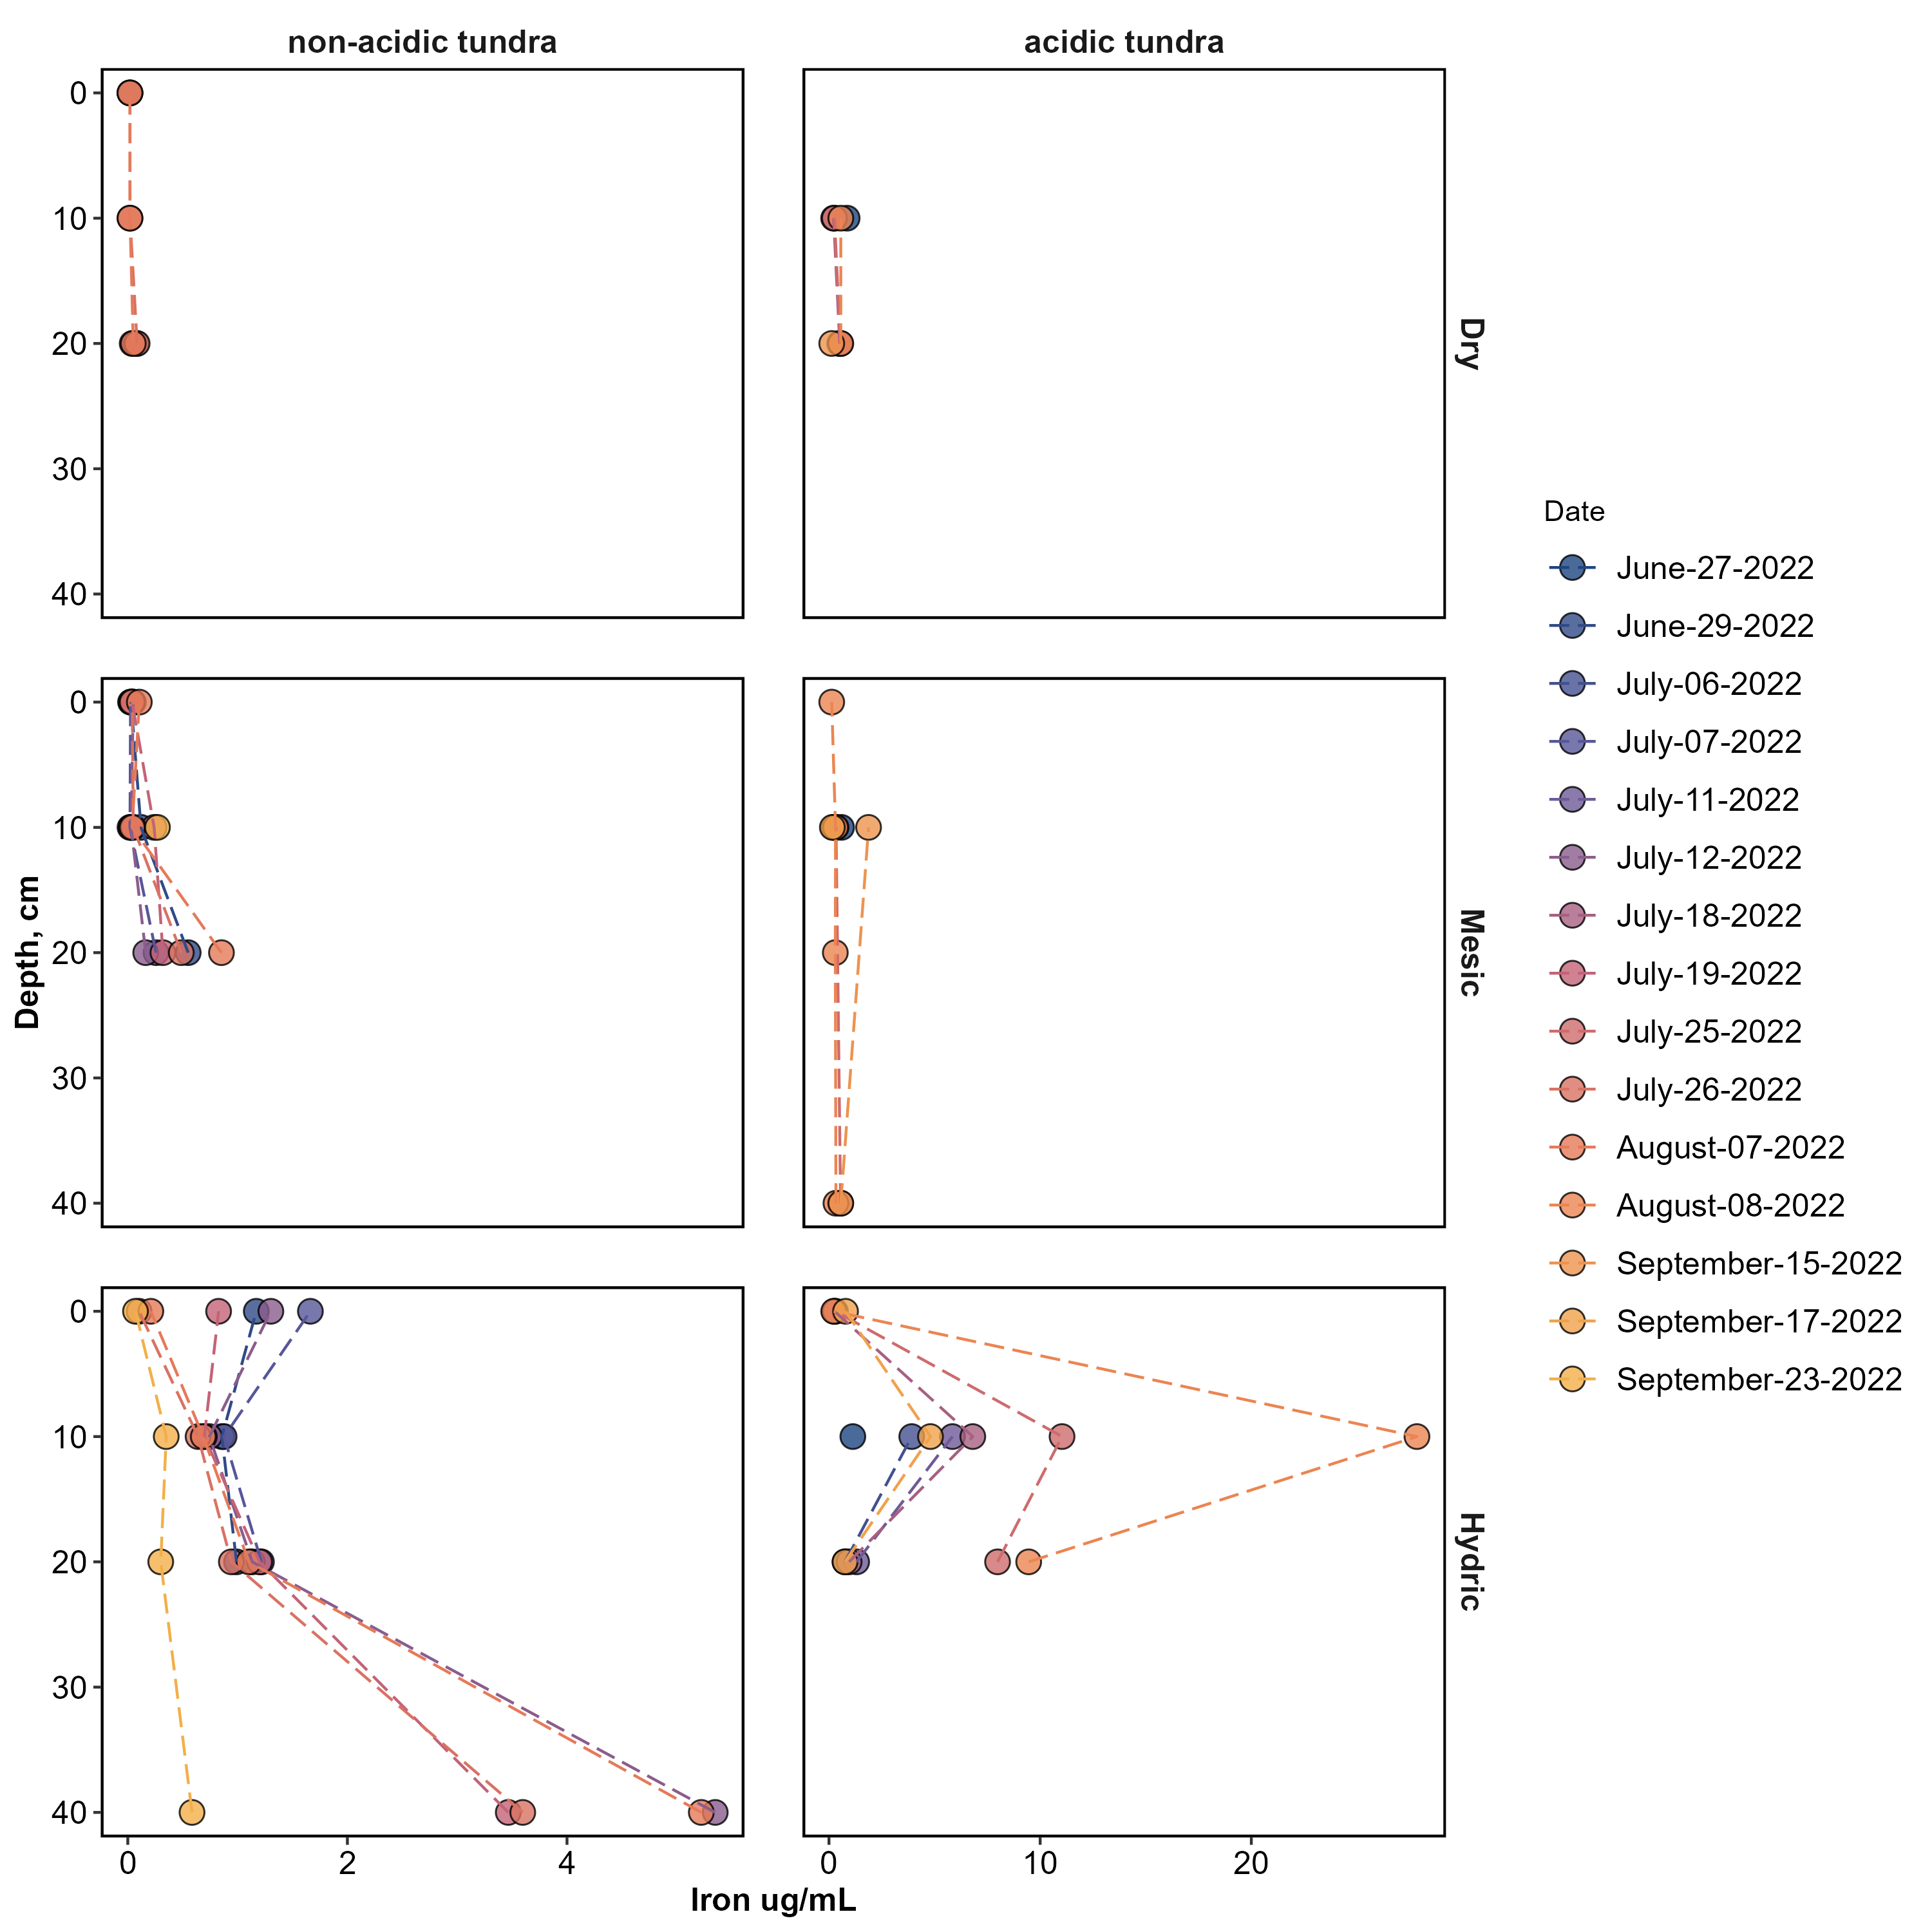 non-acidic tundra
acidic tundra
0
10
20
30
40
Dry
0
10
20
30
40
Mesic
0
10
20
30
40
Hydric
Depth, cm
0
2
4
0
10
20
Iron ug/mL
Date
June-27-2022
June-29-2022
July-06-2022
July-07-2022
July-11-2022
July-12-2022
July-18-2022
July-19-2022
July-25-2022
July-26-2022
August-07-2022
August-08-2022
September-15-2022
September-17-2022
September-23-2022